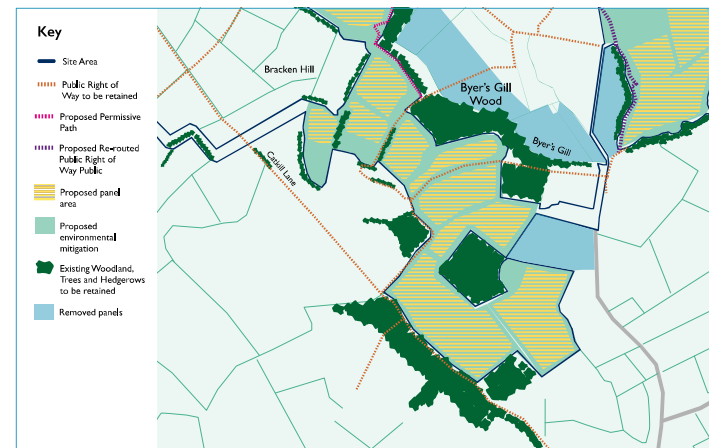 Key
Site Area
Public Right of
Way to be retained
Proposed Permissive
Path
Proposed Re-routed
Public Right of
Way Public
Proposed panel
area
Proposed
environmental
mitigation
Existing Woodland,
Trees and Hedgerows
to be retained
Removed panels
Bracken Hill
Byer's Gill
Wood
Byer's Gill
Catkill Lane